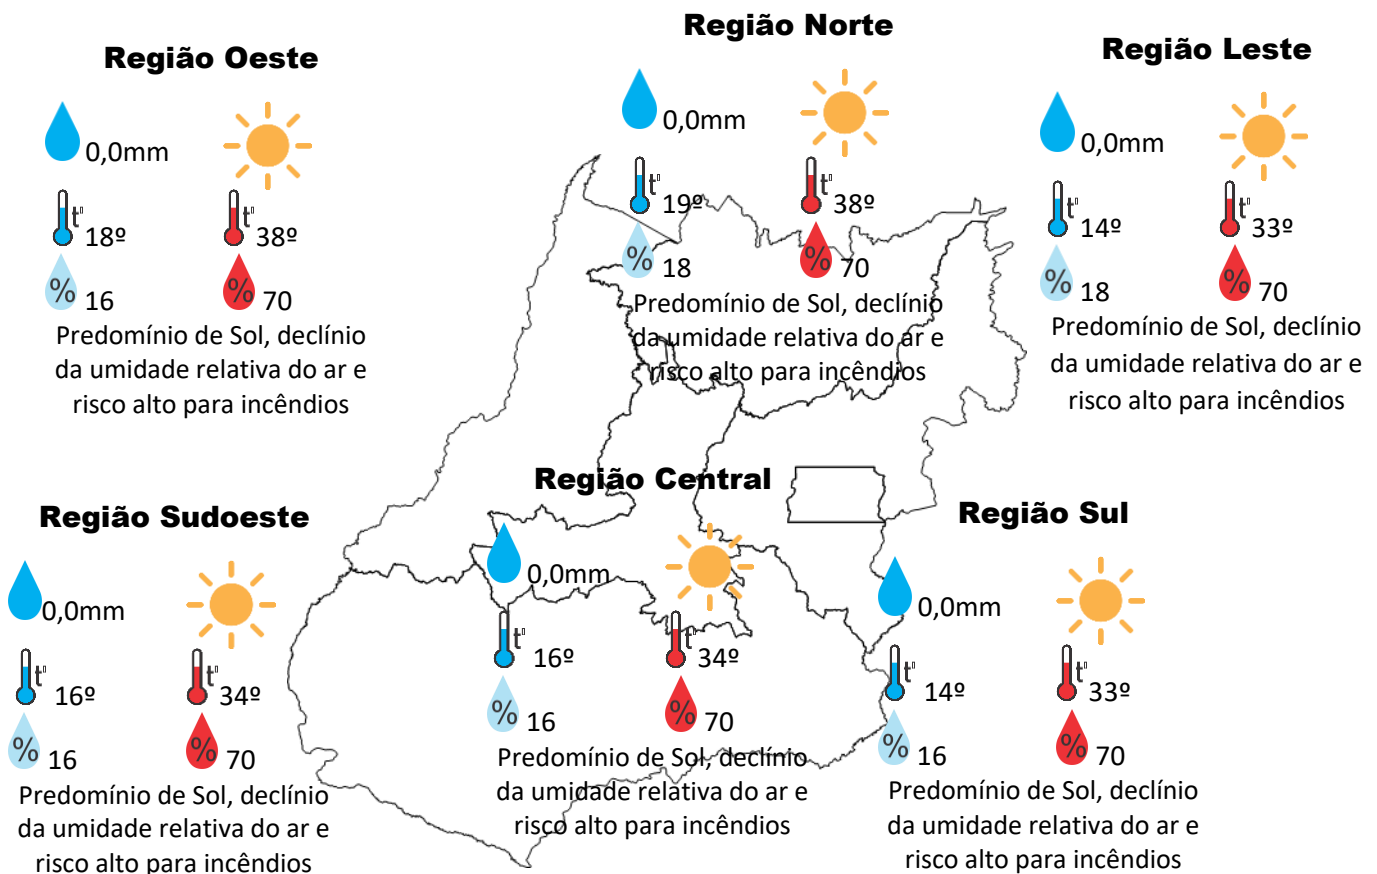 Região Oeste
0,0mm
t°
18º
t°
38º
%
16
%
70
Predomínio de Sol, declínio
da umidade relativa do ar e
risco alto para incêndios
Região Norte
0,0mm
t°
19º
t°
38º
%
18
%
70
Predomínio de Sol, declínio
da umidade relativa do ar e
risco alto para incêndios
Região Leste
0,0mm
t°
14º
t°
33º
%
18
%
70
Predomínio de Sol, declínio
da umidade relativa do ar e
risco alto para incêndios
Região Sudoeste
0,0mm
t°
16º
t°
34º
%
16
%
70
Predomínio de Sol, declínio
da umidade relativa do ar e
risco alto para incêndios
Região Central
0,0mm
t°
16º
t°
34º
%
16
%
70
Predomínio de Sol, declínio
da umidade relativa do ar e
risco alto para incêndios
Região Sul
0,0mm
t°
14º
t°
33º
%
16
%
70
Predomínio de Sol, declínio
da umidade relativa do ar e
risco alto para incêndios